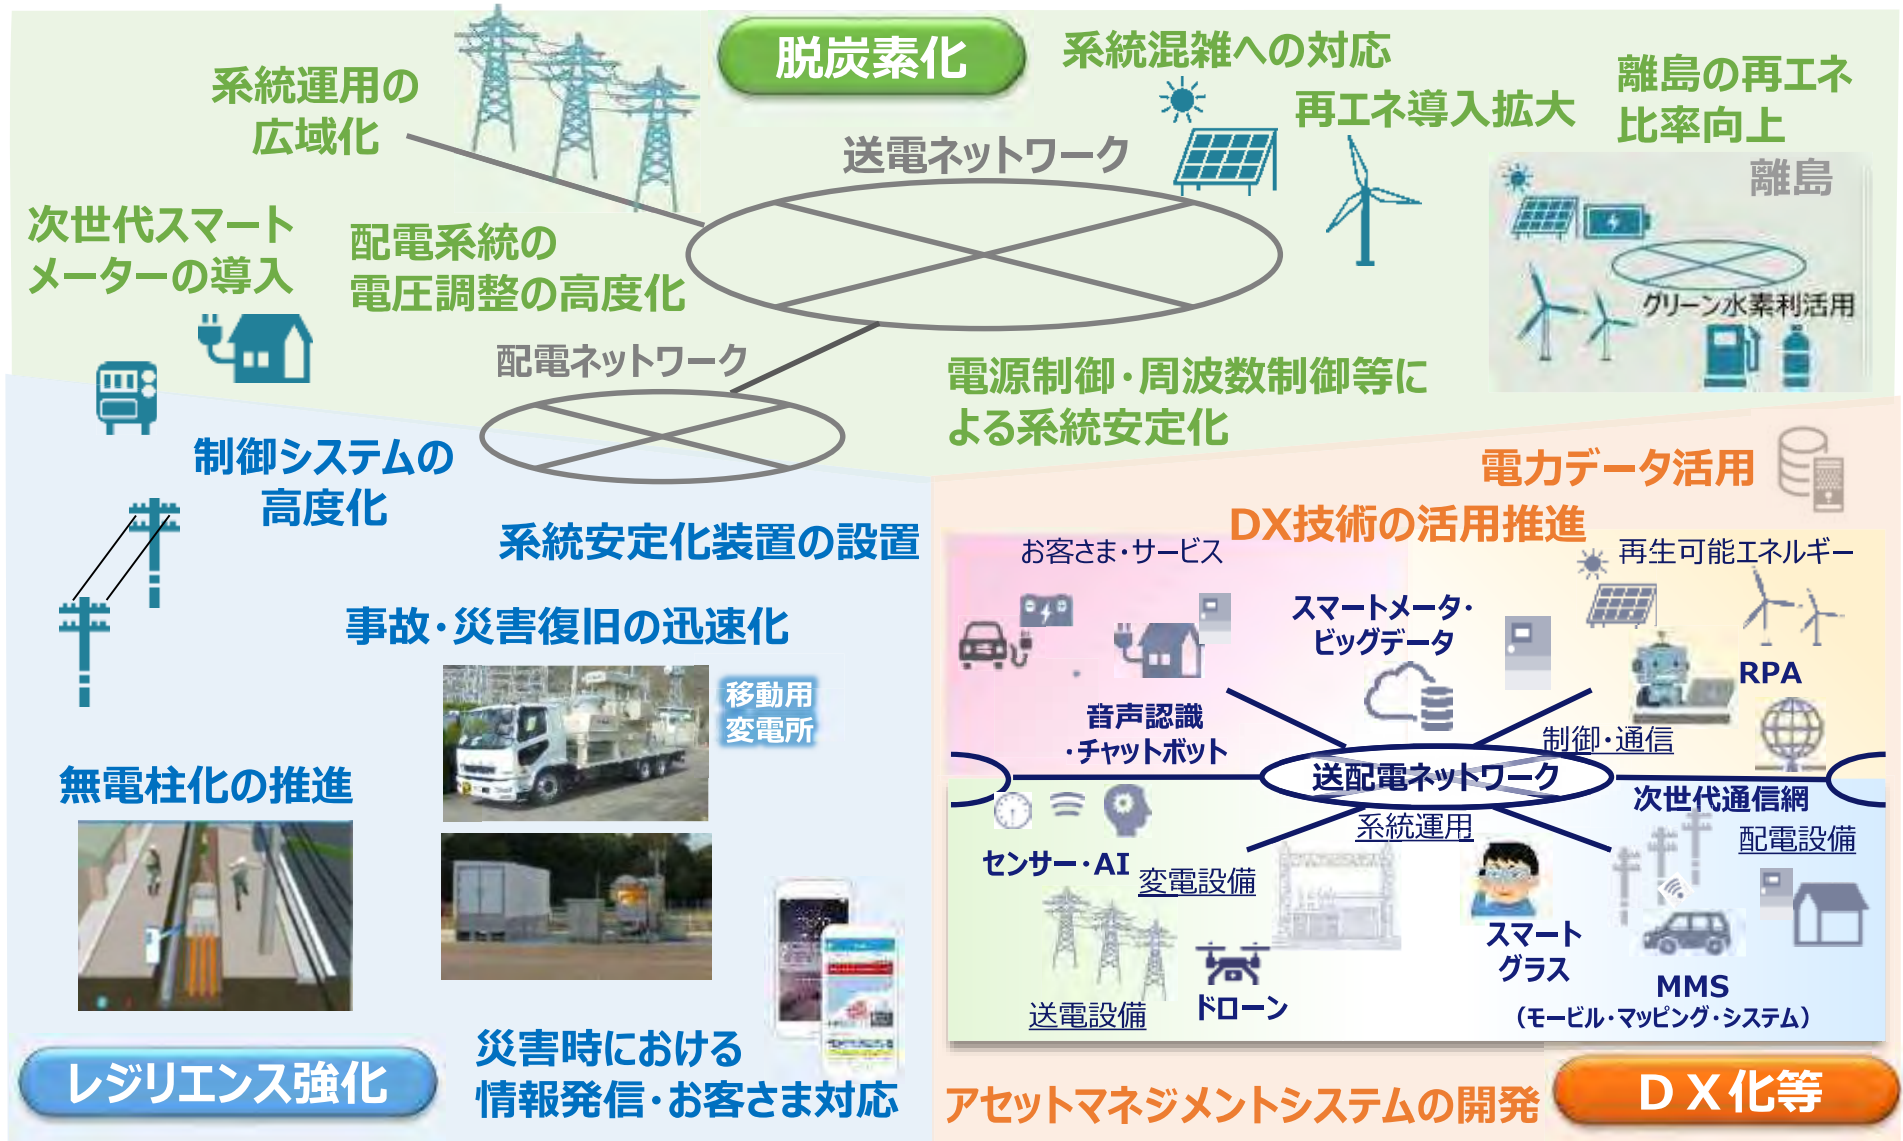 脱炭素化
系統運用の
広域化
系統混雑への対応
再エネ導入拡大
離島の再エネ
比率向上
離島
送電ネットワーク
次世代スマート
メーターの導入
配電系統の
電圧調整の高度化
グリーン水素利活用
配電ネットワーク
電源制御・周波数制御等に
よる系統安定化
制御システムの
高度化
系統安定化装置の設置
事故・災害復旧の迅速化
移動用
変電所
無電柱化の推進
災害時における
情報発信・お客さま対応
レジリエンス強化
電力データ活用
DX技術の活用推進
お客さま・サービス
再生可能エネルギー
スマートメータ・
ビッグデータ
RPA
音声認識
・チャットボット
制御・通信
送配電ネットワーク
次世代通信網
系統運用
配電設備
センサー・AI
変電設備
スマート
グラス
MMS
（モービル・マッピング・システム）
ドローン
送電設備
アセットマネジメントシステムの開発
ＤＸ化等